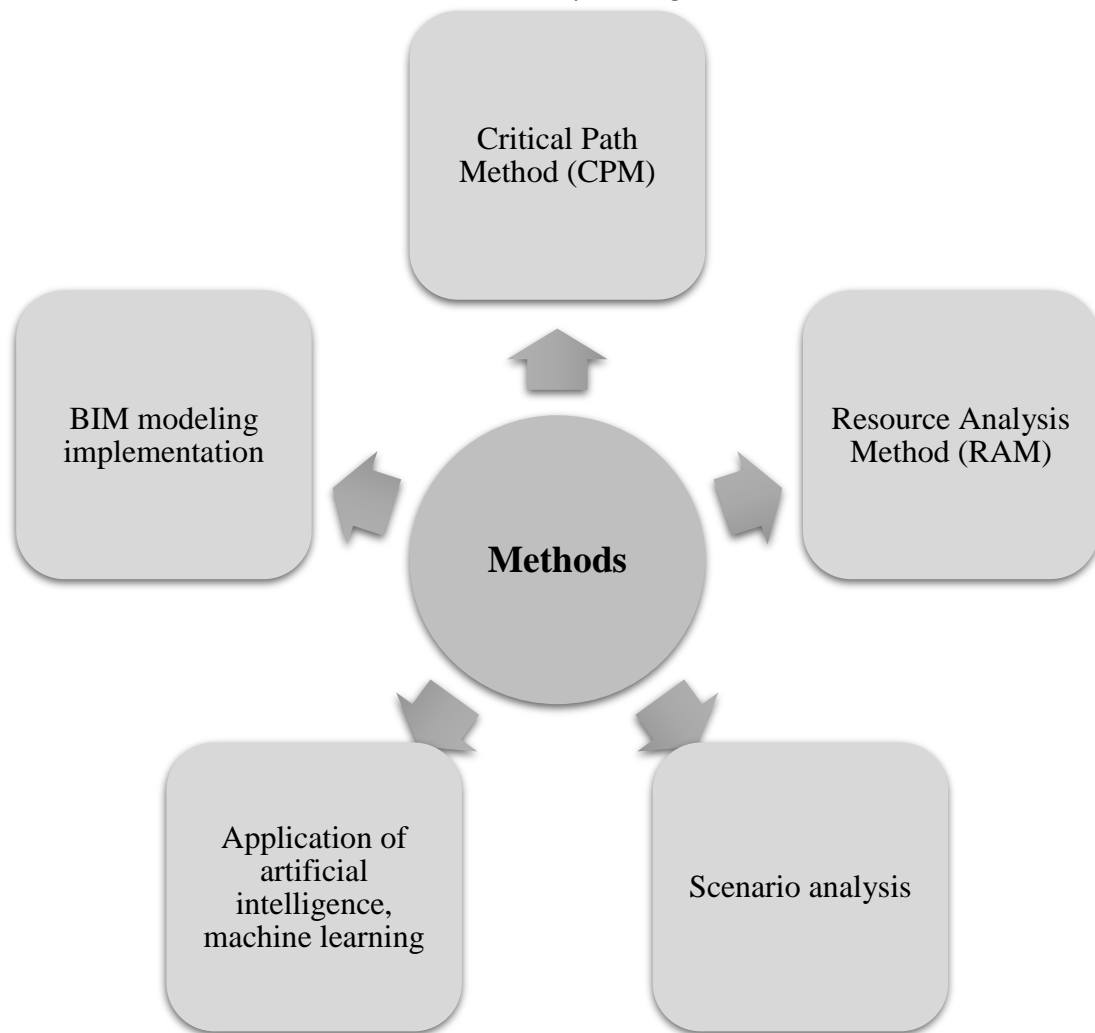 Critical Path
Method (CPM)
BIM modeling
implementation
Resource Analysis
Method (RAM)
Methods
Application of
artificial
intelligence,
machine learning
Scenario analysis